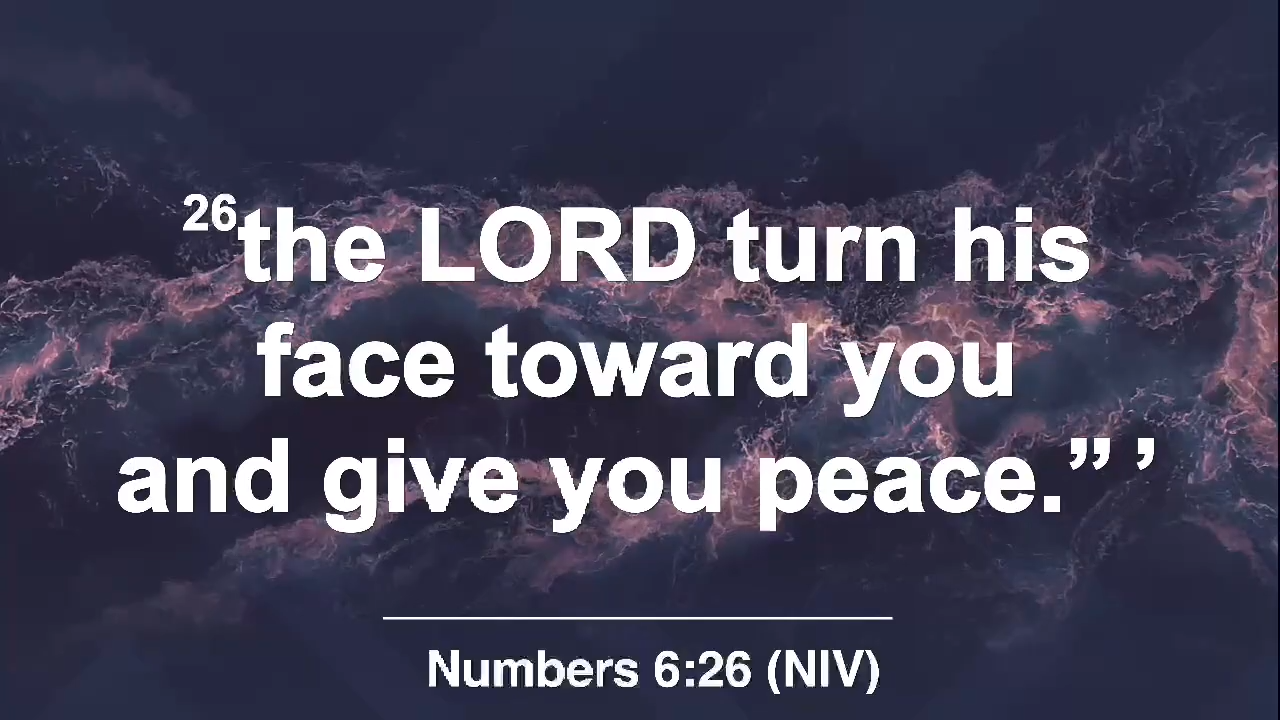 26the LORD turn his
face toward you
and give you peace.” ’
Numbers 6:26 (NIV)